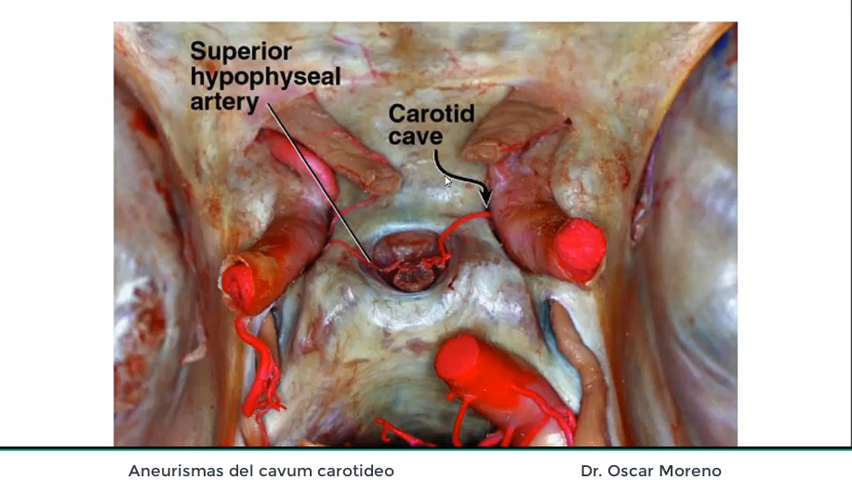 Superior
hypophyseal
artery
Carotid
cave
Aneurismas del cavum carotideo
Dr. Oscar Moreno